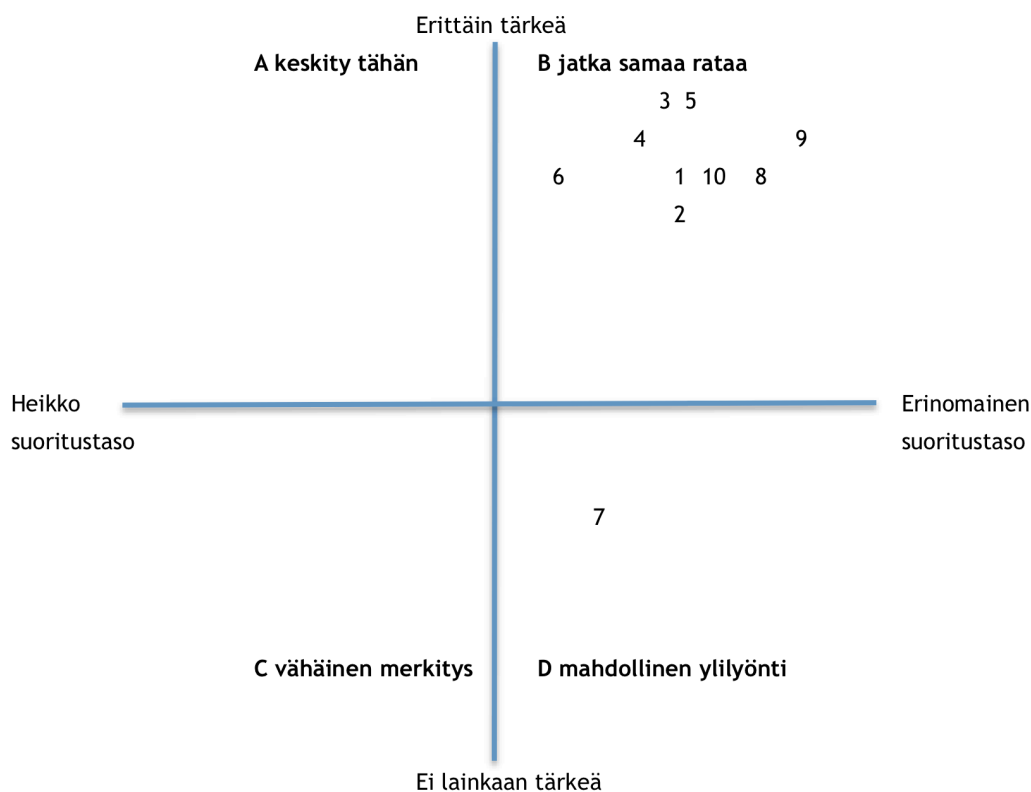 Erittäin tärkeä
A keskity tähän
B jatka samaa rataa
3 5
4 9
6 1 10 8
2
Heikko
suoritustaso
Erinomainen
suoritustaso
7
C vähäinen merkitys
D mahdollinen ylilyönti
Ei lainkaan tärkeä